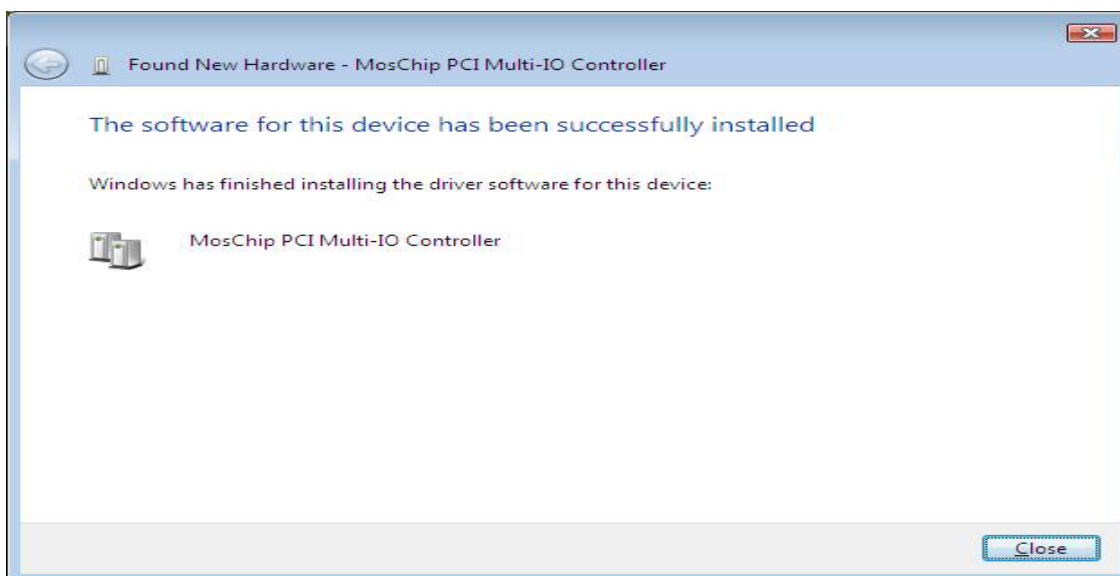 Found New Hardware - MosChip PCI Multi-IO Controller
The software for this device has been successfully installed
Windows has finished installing the driver software for this device:
MosChip PCI Multi-IO Controller
Close